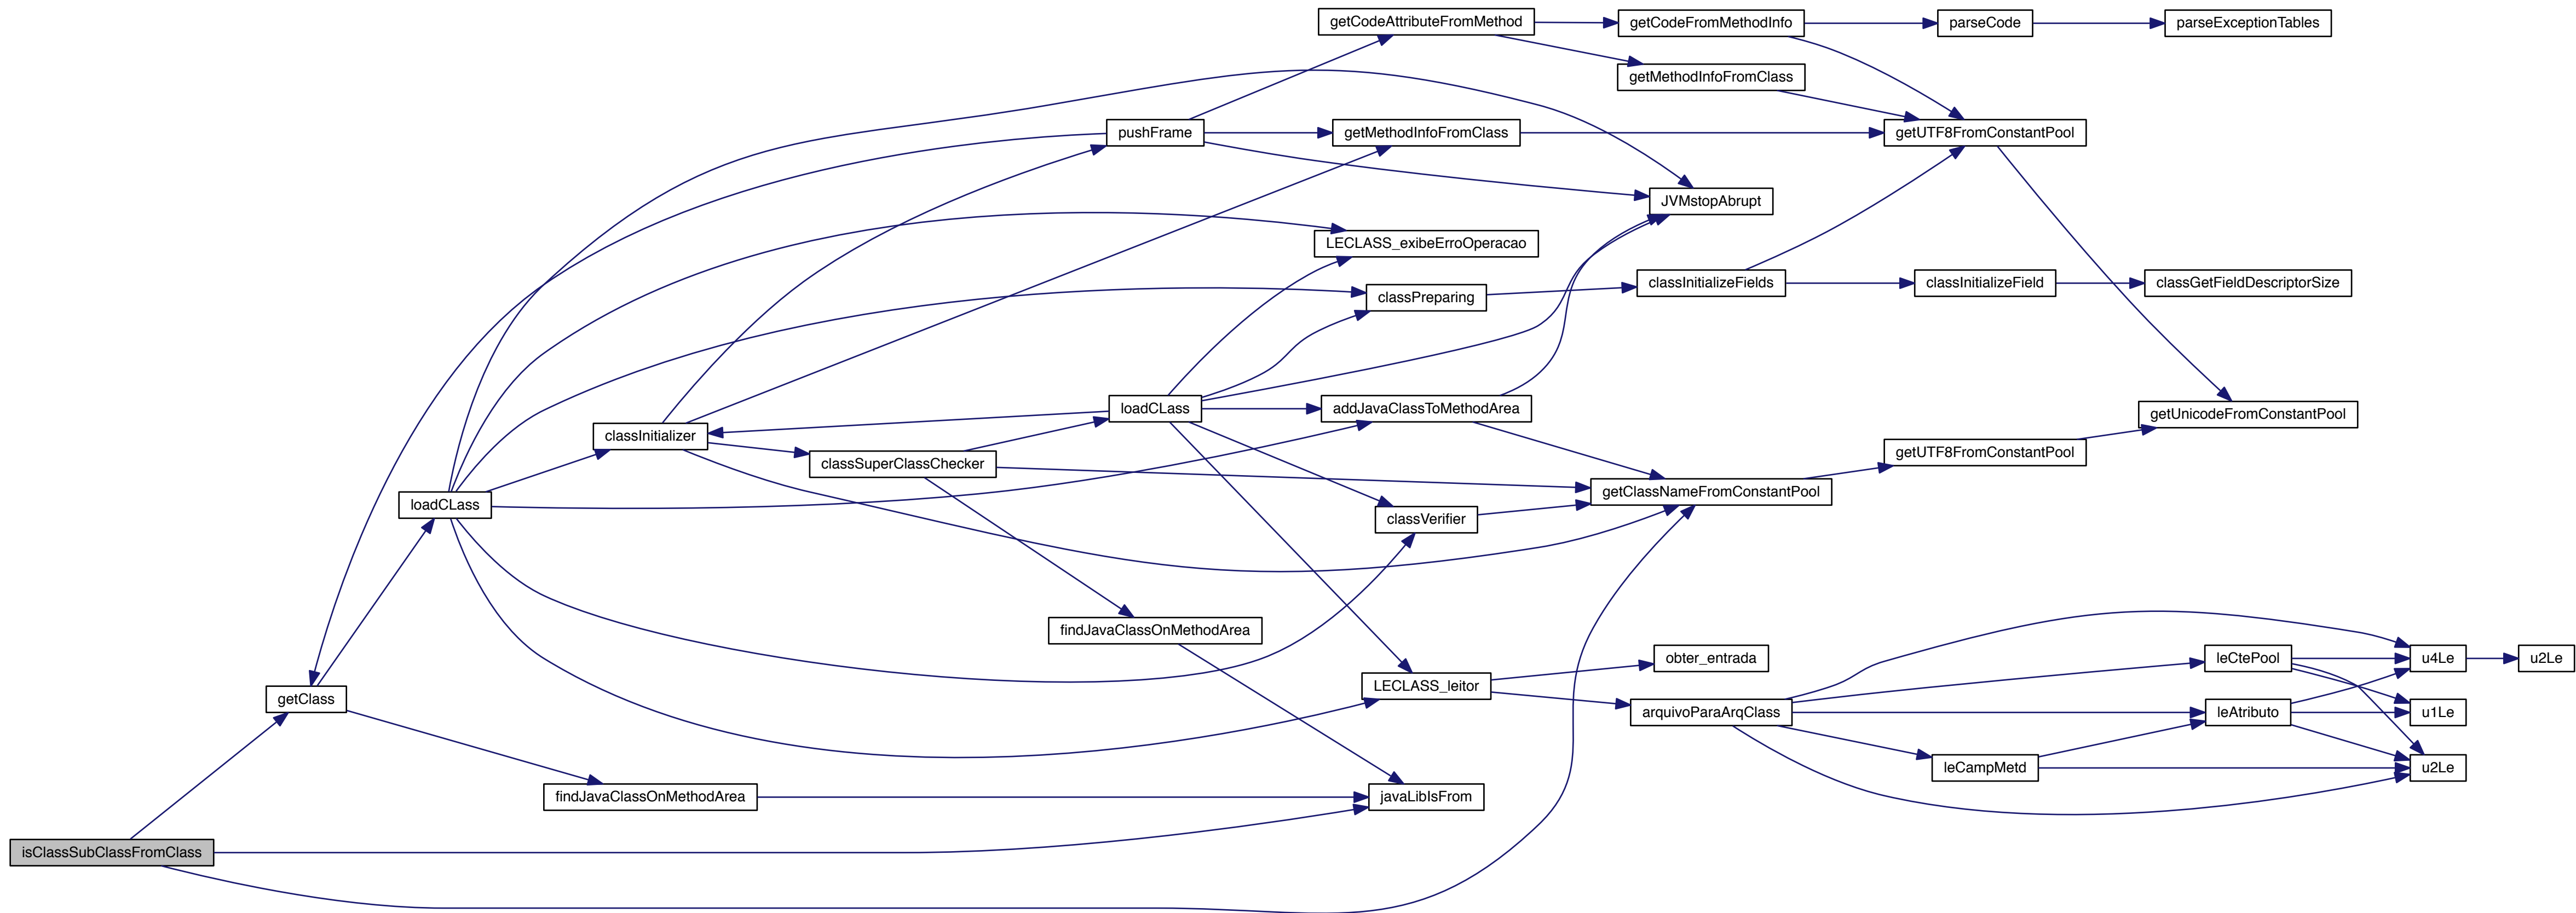 getCodeAttributeFromMethod
getCodeFromMethodInfo
parseCode
parseExceptionTables
getMethodInfoFromClass
pushFrame
getMethodInfoFromClass
getUTF8FromConstantPool
JVMstopAbrupt
LECLASS_exibeErroOperacao
classInitializeFields
classInitializeField
classGetFieldDescriptorSize
classPreparing
loadCLass
addJavaClassToMethodArea
getUnicodeFromConstantPool
classInitializer
getUTF8FromConstantPool
classSuperClassChecker
getClassNameFromConstantPool
loadCLass
classVerifier
findJavaClassOnMethodArea
obter_entrada
leCtePool
u4Le
u2Le
LECLASS_leitor
getClass
arquivoParaArqClass
leAtributo
u1Le
leCampMetd
u2Le
findJavaClassOnMethodArea
javaLibIsFrom
isClassSubClassFromClass